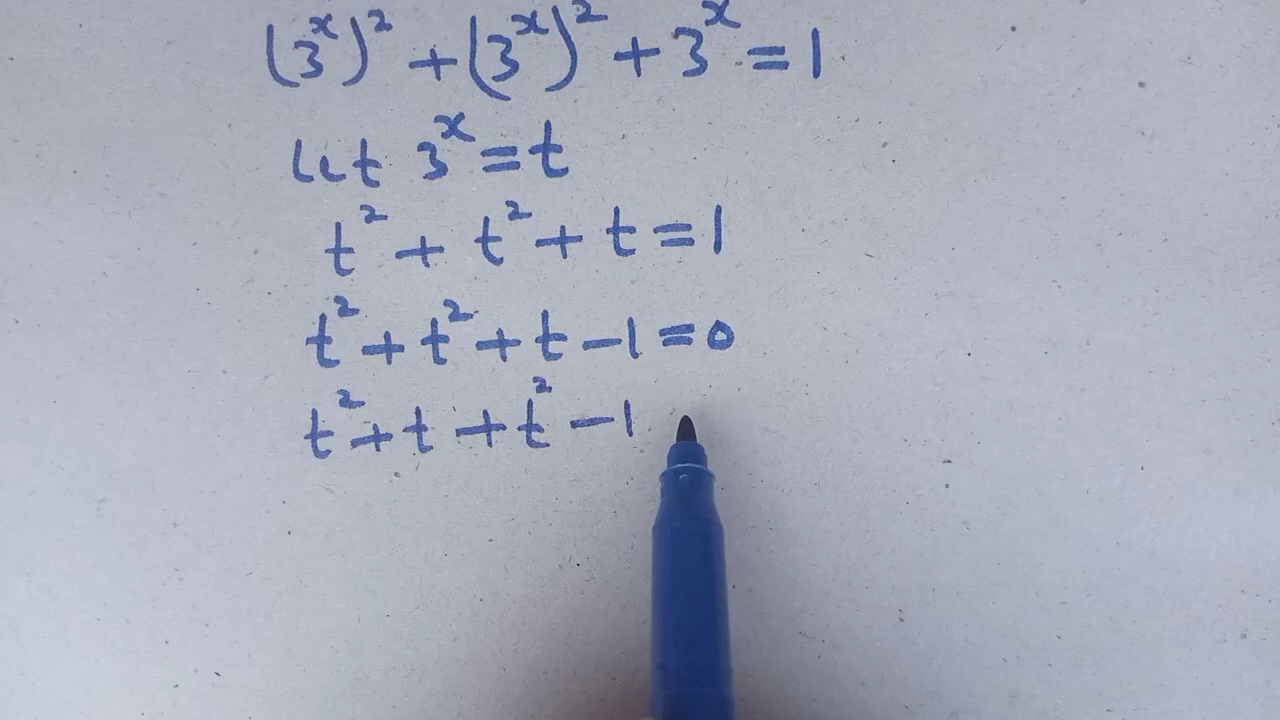 (3^x)^2 + (3^x)^2 + 3^x = 1
let 3^x = t
t^2 + t^2 + t = 1
t^2 + t^2 + t - 1 = 0
t^2 + t + t^2 - 1